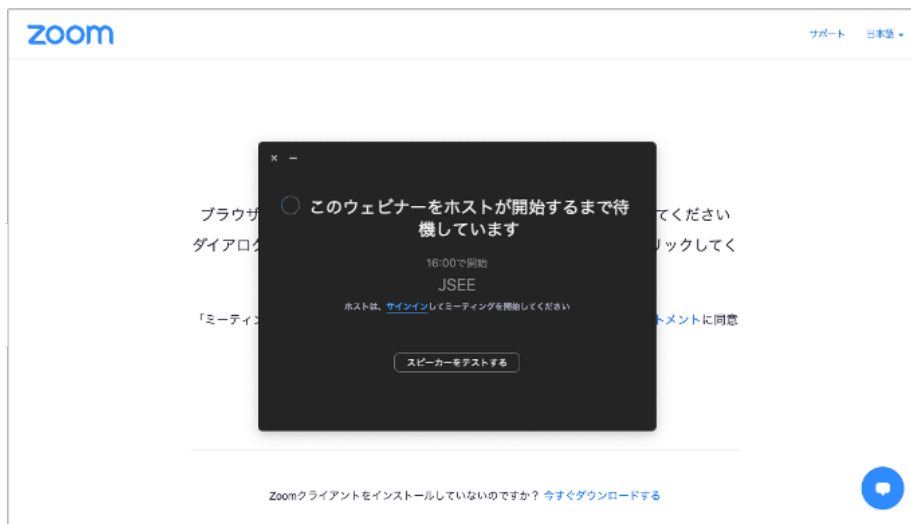 zoom
サポート 日本語
× −
このウェビナーをホストが開始するまで待
機しています
16:00で開始
JSEE
ホストは、サインインしてミーティングを開始してください
スピーカーをテストする
ブラウザ
てください
ダイアログ
リックしてく
「ミーティン
トメントに同意
Zoomクライアントをインストールしていないのですか？ 今すぐダウンロードする